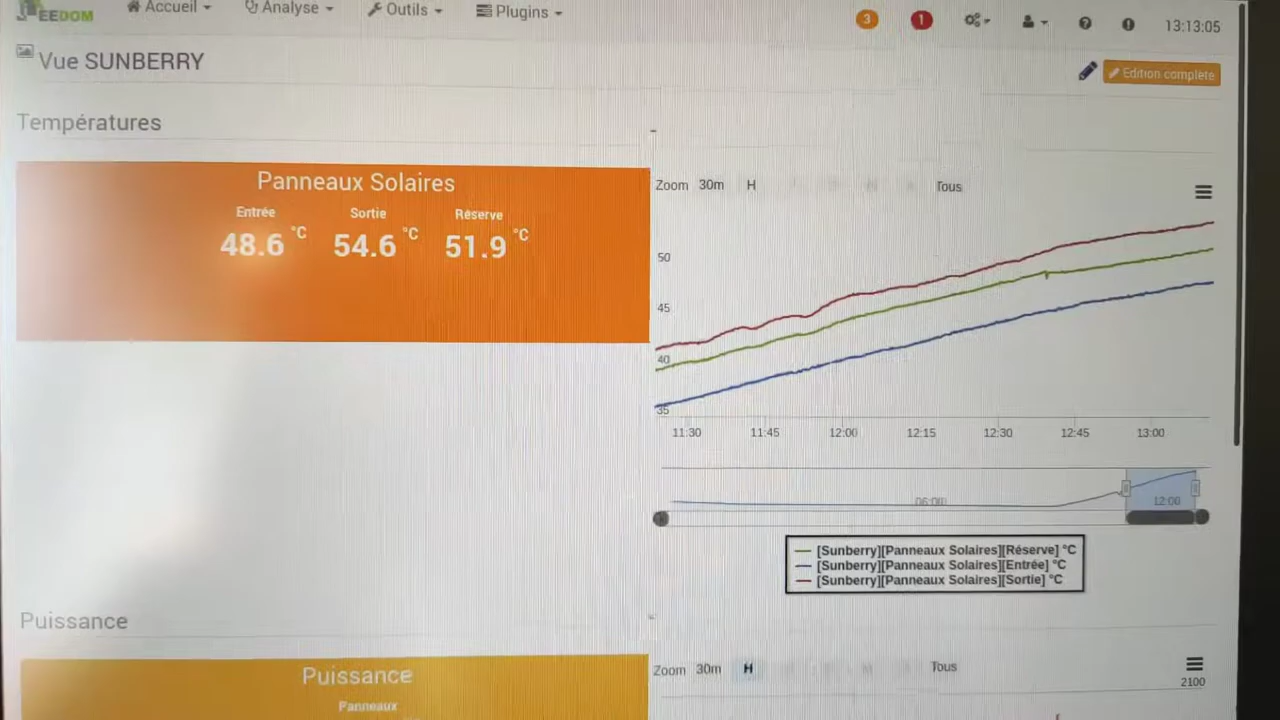 JEEDOM
Accueil
Analyse
Outils
Plugins
3
1
13:13:05
Vue SUNBERRY
Edition complète
Températures
Panneaux Solaires
Entrée Sortie Réserve
48.6 °C 54.6 °C 51.9 °C
Zoom 30m H Tous
50
45
40
35
11:30 11:45 12:00 12:15 12:30 12:45 13:00
06:00 12:00
[Sunberry][Panneaux Solaires][Réserve] °C
[Sunberry][Panneaux Solaires][Entrée] °C
[Sunberry][Panneaux Solaires][Sortie] °C
Puissance
Puissance
Panneaux
Zoom 30m H Tous
2100